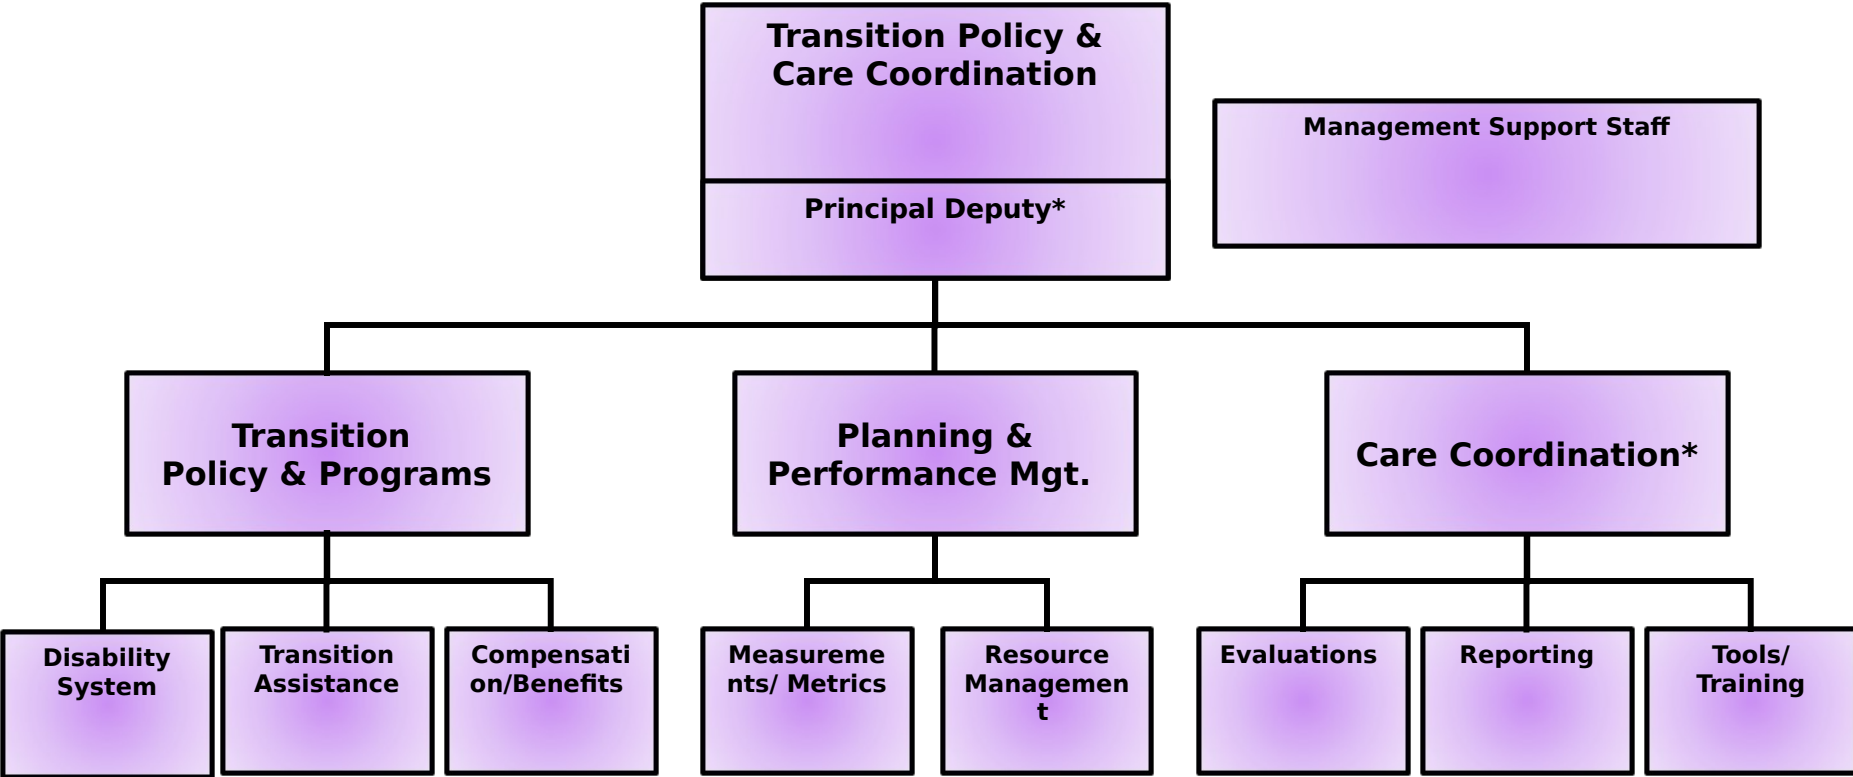 Transition Policy &
Care Coordination
Management Support Staff
Principal Deputy*
Transition
Policy & Programs
Planning &
Performance Mgt.
Care Coordination*
Disability
System
Transition
Assistance
Compensati
on/Benefits
Measureme
nts/ Metrics
Resource
Managemen
t
Evaluations
Reporting
Tools/
Training